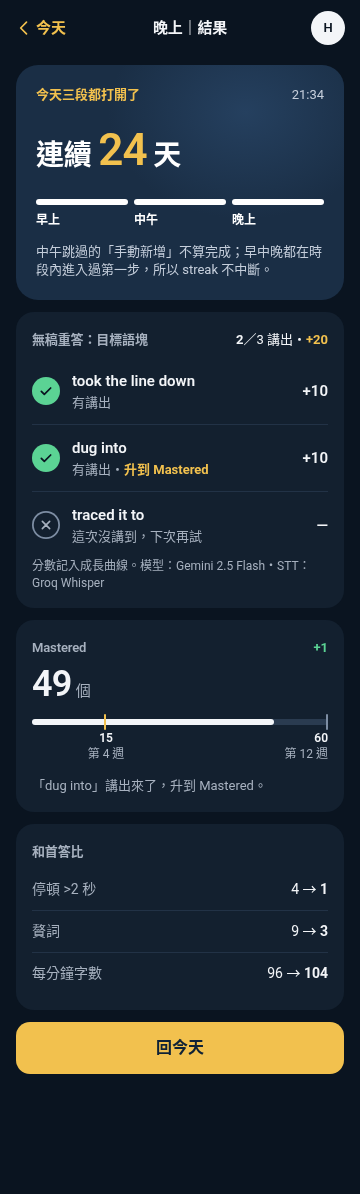 今天
晚上｜結果
H
今天三段都打開了
21:34
連續 24 天
早上
中午
晚上
中午跳過的「手動新增」不算完成；早中晚都在時
段內進入過第一步，所以 streak 不中斷。
無稿重答：目標語塊
2／3 講出・+20
took the line down
有講出
+10
dug into
有講出・升到 Mastered
+10
traced it to
這次沒講到，下次再試
–
分數記入成長曲線。模型：Gemini 2.5 Flash・STT：
Groq Whisper
Mastered
+1
49 個
15
第 4 週
60
第 12 週
「dug into」講出來了，升到 Mastered。
和首答比
停頓 >2 秒
4 → 1
贅詞
9 → 3
每分鐘字數
96 → 104
回今天